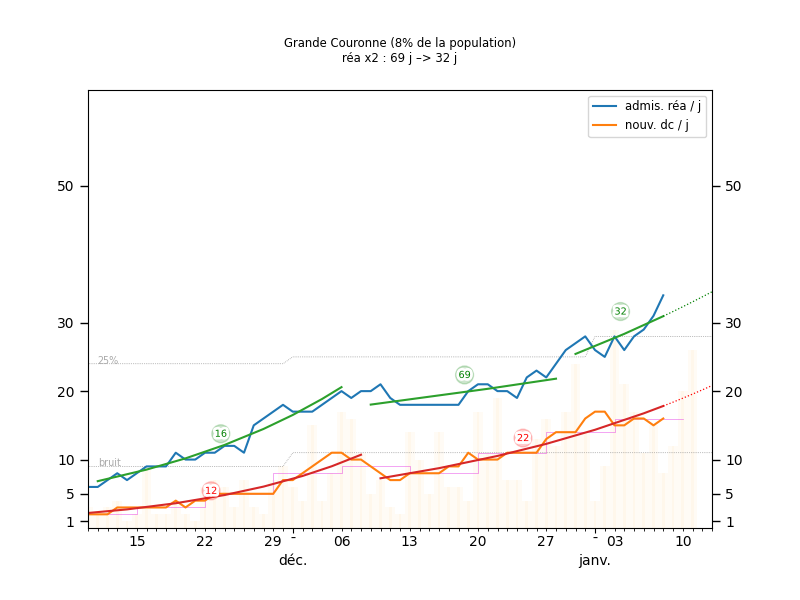 Grande Couronne (8% de la population)
réa x2 : 69 j –> 32 j
admis. réa / j
nouv. dc / j
50 50
32
30 30
25%
69
20 20
22
16
bruit
10 10
12
5 5
1 1
15 22 29 - 06 13 20 27 - 03 10
déc. janv.